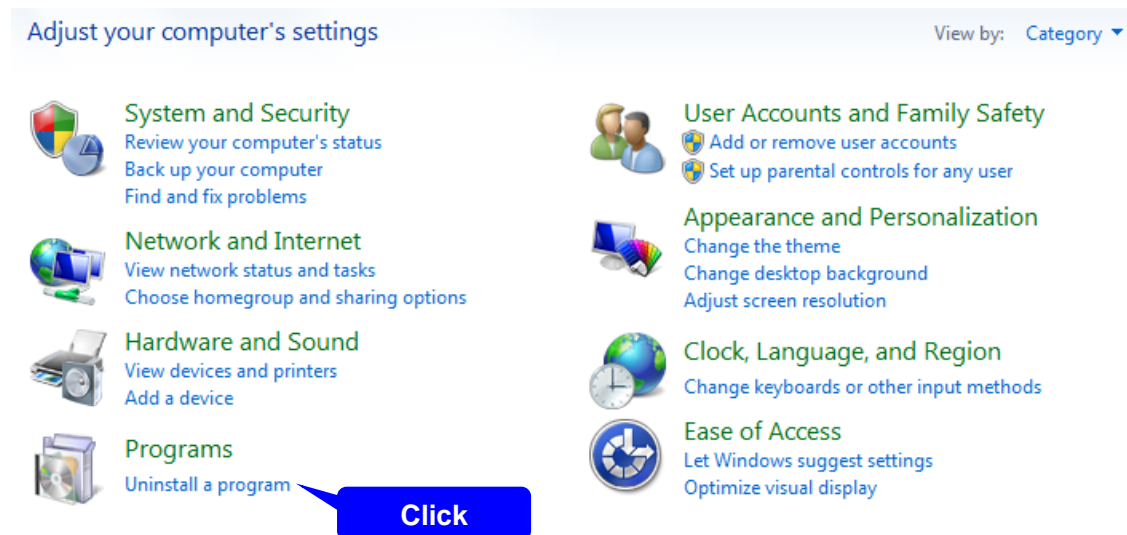 Adjust your computer's settings
View by: Category
System and Security
Review your computer's status
Back up your computer
Find and fix problems
Network and Internet
View network status and tasks
Choose homegroup and sharing options
Hardware and Sound
View devices and printers
Add a device
Programs
Uninstall a program
Click
User Accounts and Family Safety
Add or remove user accounts
Set up parental controls for any user
Appearance and Personalization
Change the theme
Change desktop background
Adjust screen resolution
Clock, Language, and Region
Change keyboards or other input methods
Ease of Access
Let Windows suggest settings
Optimize visual display